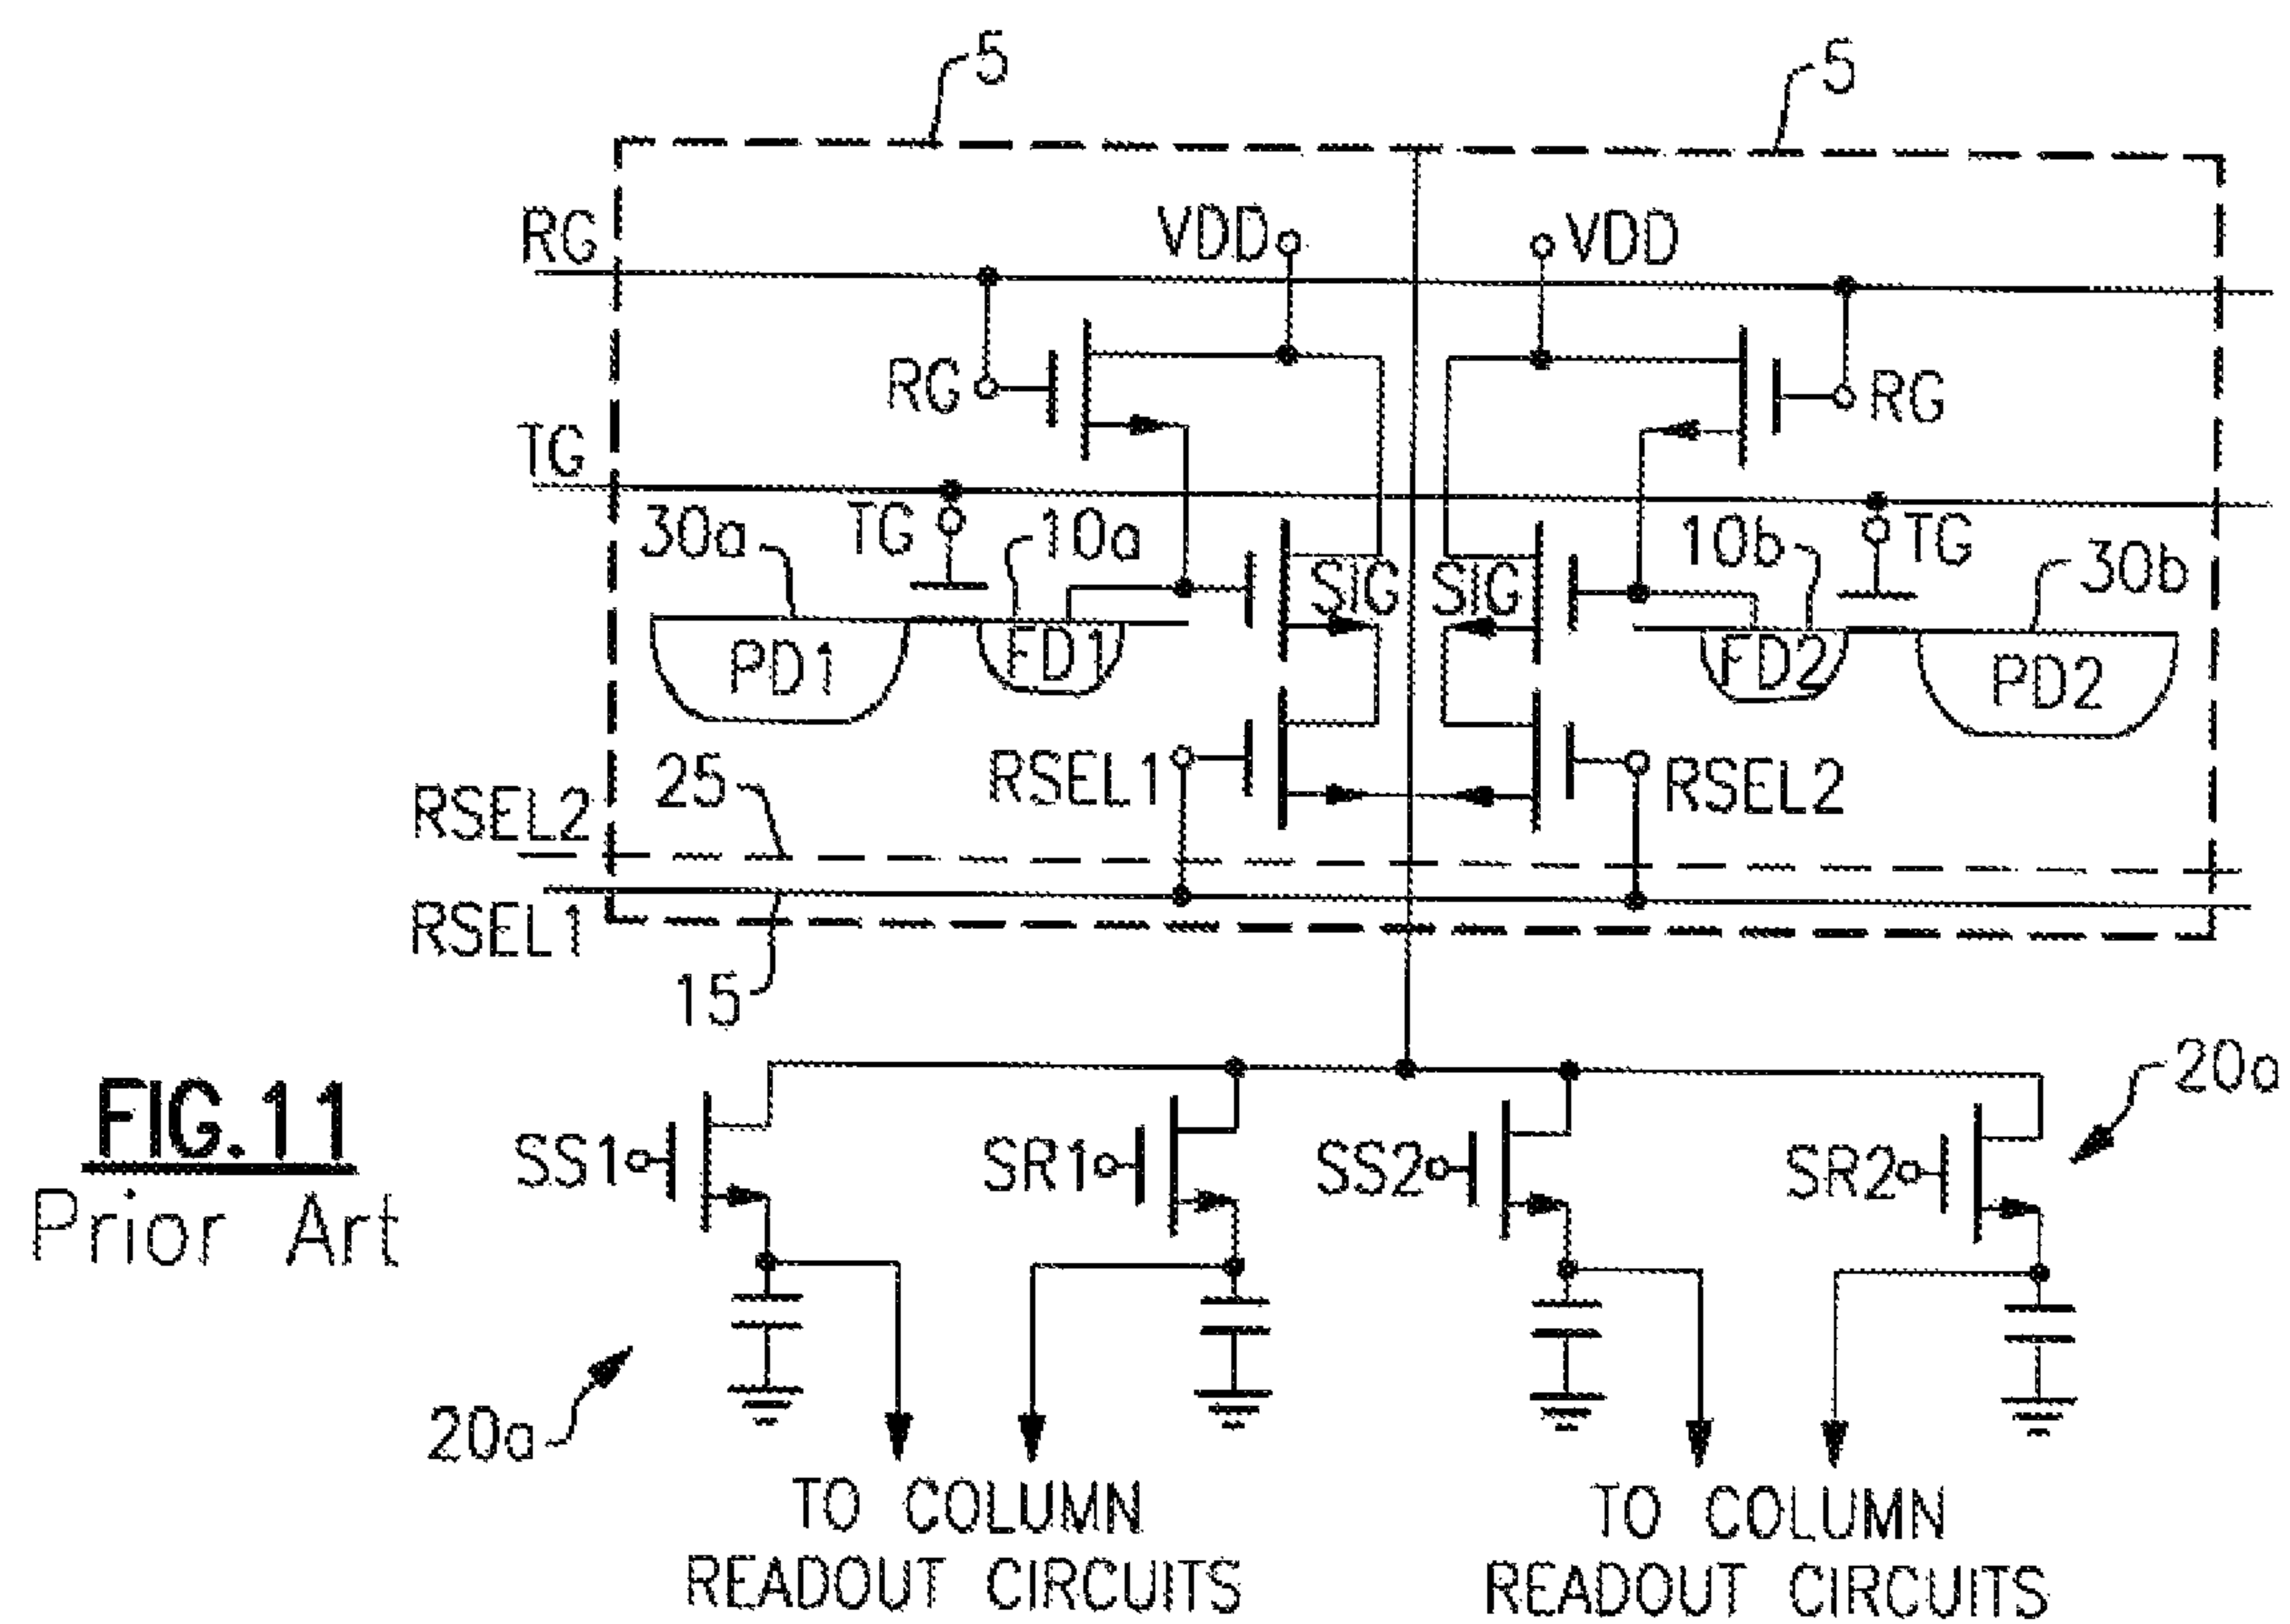 5 5
RG VDD VDD
RG RG
TG
30a TG 10a 10b TG 30b
SIG SIG
PD1 FD1 FD2 PD2
RSEL1 RSEL2
RSEL2 25
RSEL1
15
20a
FIG.11
Prior Art
SS1 SR1 SS2 SR2
20a
TO COLUMN
READOUT CIRCUITS
TO COLUMN
READOUT CIRCUITS